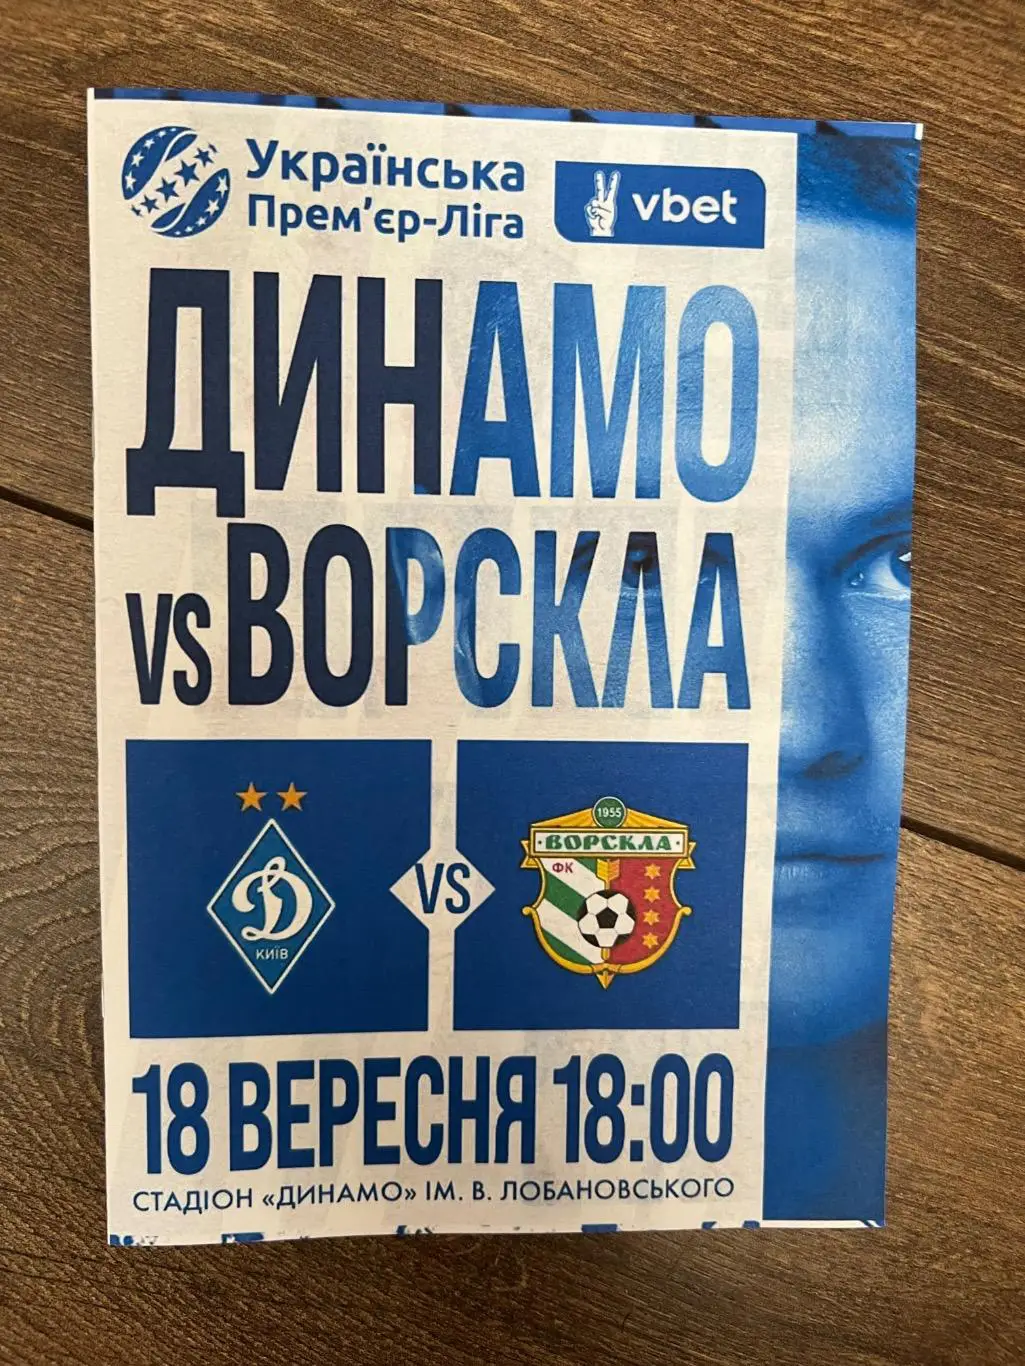 Українська
Прем'єр-Ліга
vbet
ДИНАМО
VS ВОРСКЛА
Д
КИЇВ
VS
1955
ВОРСКЛА
ФК
18 ВЕРЕСНЯ 18:00
СТАДІОН «ДИНАМО» ІМ. В. ЛОБАНОВСЬКОГО